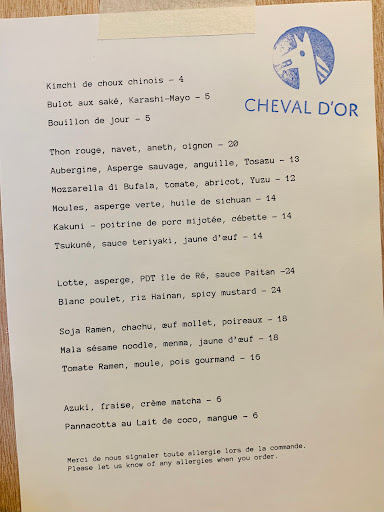 CHEVAL D'OR
Kimchi de choux chinois - 4
Bulot aux saké, Karashi-Mayo - 5
Bouillon de jour - 5
Thon rouge, navet, aneth, oignon - 20
Aubergine, Asperge sauvage, anguille, Tosazu - 13
Mozzarella di Bufala, tomate, abricot, Yuzu - 12
Moules, asperge verte, huile de sichuan - 14
Kakuni - poitrine de porc mijotée, cébette - 14
Tsukuné, sauce teriyaki, jaune d'œuf - 14
Lotte, asperge, PDT île de Ré, sauce Paitan -24
Blanc poulet, riz Hainan, spicy mustard - 24
Soja Ramen, chachu, œuf mollet, poireaux - 18
Mala sésame noodle, menma, jaune d'œuf - 18
Tomate Ramen, moule, pois gourmand - 16
Azuki, fraise, crème matcha - 6
Pannacotta au Lait de coco, mangue - 6
Merci de nous signaler toute allergie lors de la commande.
Please let us know of any allergies when you order.